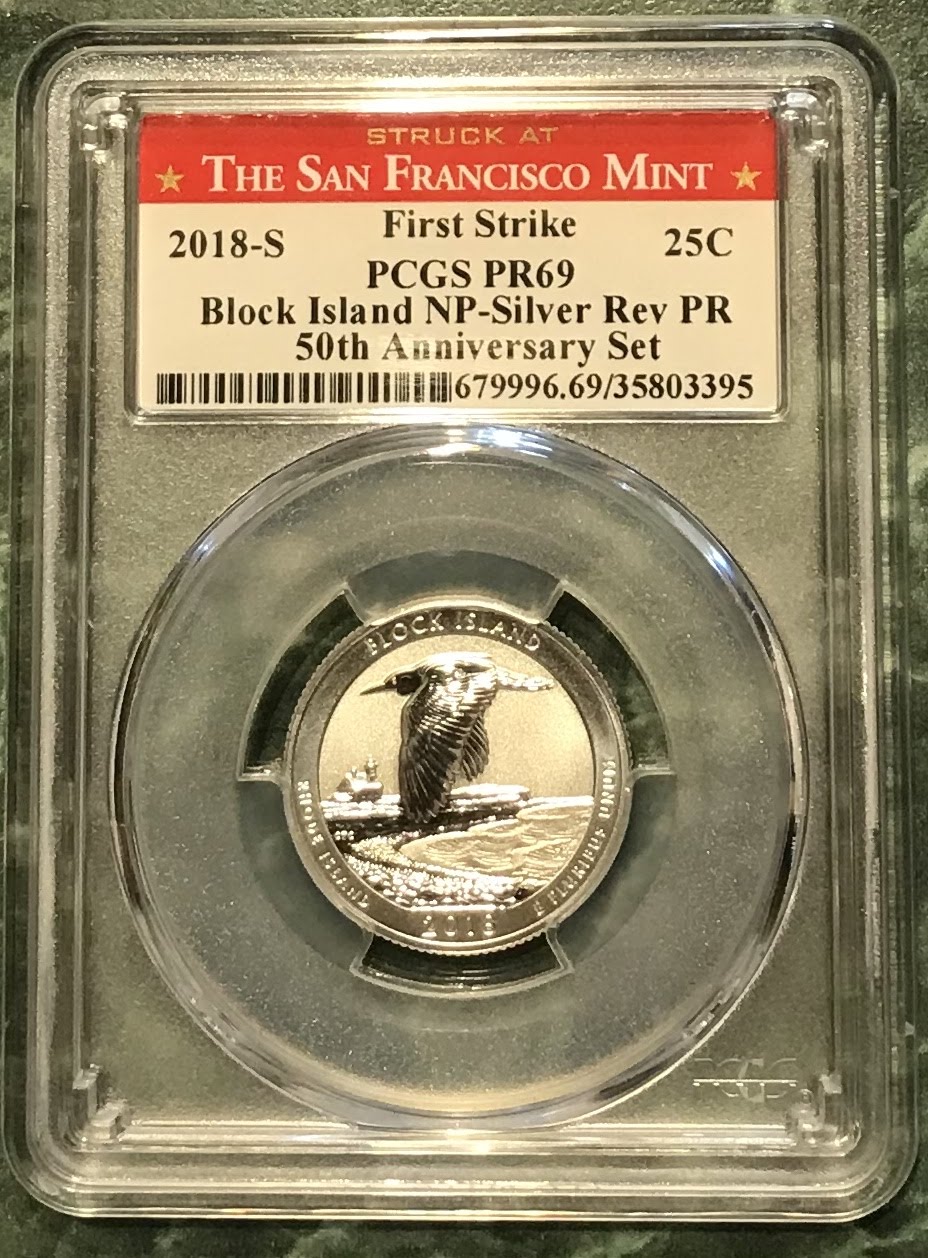 STRUCK AT
THE SAN FRANCISCO MINT
First Strike
2018-S 25C
PCGS PR69
Block Island NP-Silver Rev PR
50th Anniversary Set
679996.69/35803395
BLOCK ISLAND
RHODE ISLAND
2018
E PLURIBUS UNUM
PCGS